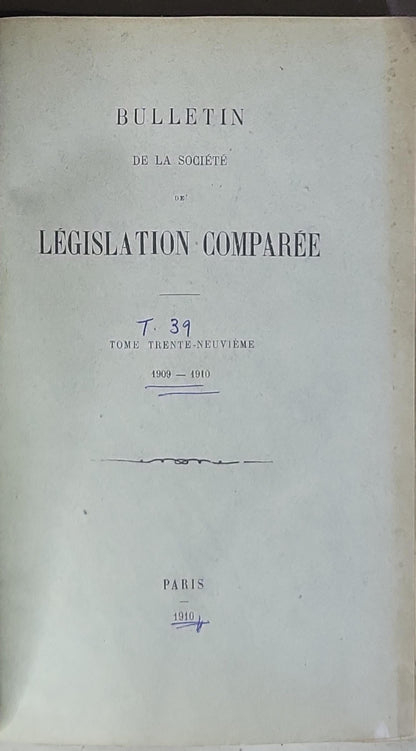 BULLETIN
DE LA SOCIÉTÉ
DE
LÉGISLATION COMPARÉE
T. 39
TOME TRENTE-NEUVIÈME
1909 — 1910
PARIS
1910